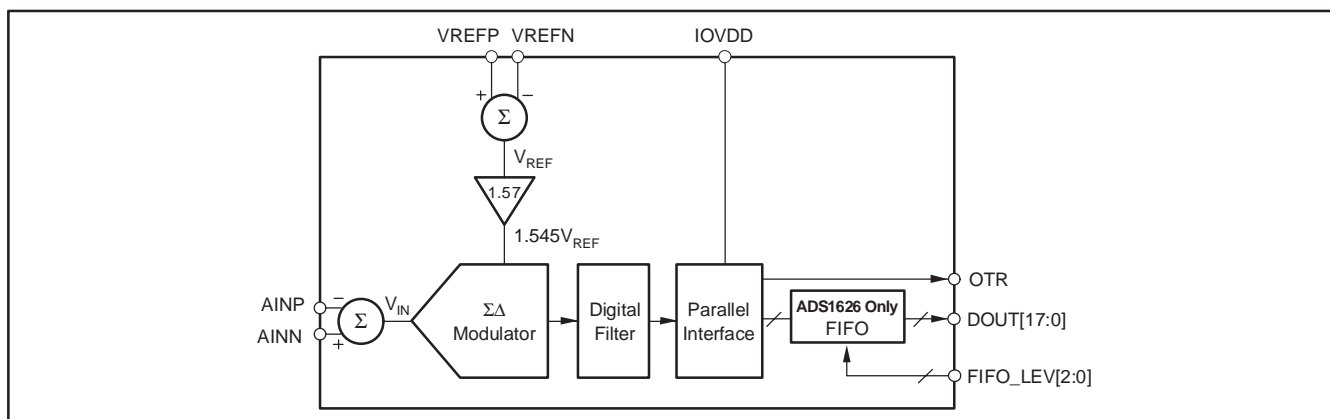 VREFP VREFN IOVDD
+ −
Σ
VREF
1.57
1.545VREF
OTR
AINP −
VIN
Σ
ΣΔ
Modulator
Digital
Filter
Parallel
Interface
ADS1626 Only
FIFO
DOUT[17:0]
AINN +
FIFO_LEV[2:0]